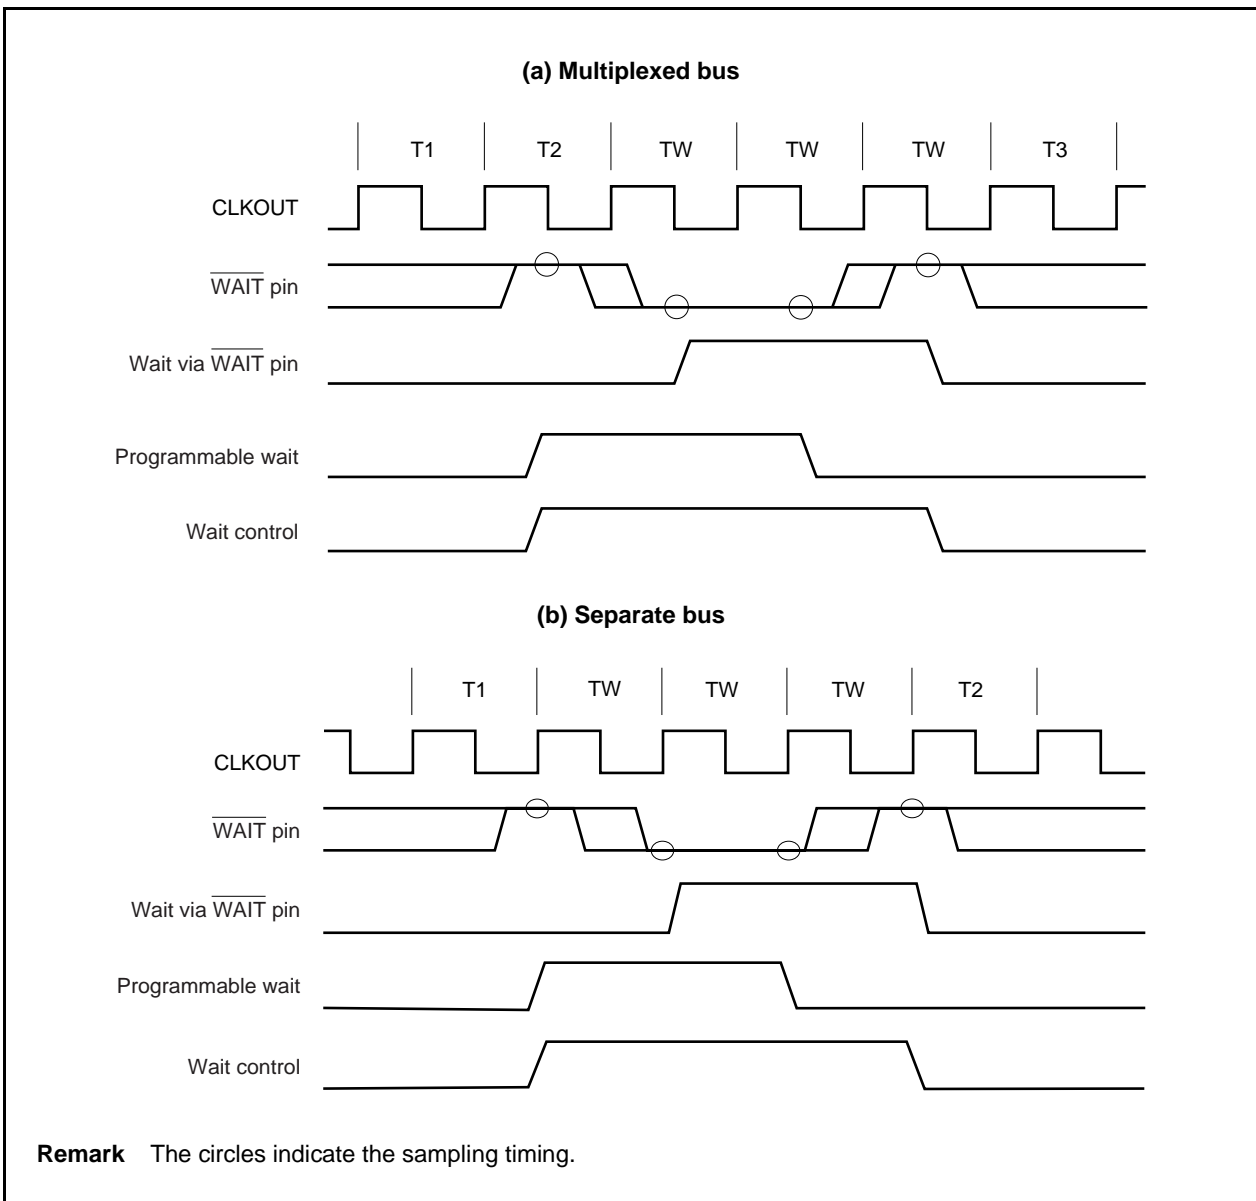 (a) Multiplexed bus
T1 T2 TW TW TW T3
CLKOUT
WAIT pin
Wait via WAIT pin
Programmable wait
Wait control
(b) Separate bus
T1 TW TW TW T2
CLKOUT
WAIT pin
Wait via WAIT pin
Programmable wait
Wait control
Remark The circles indicate the sampling timing.